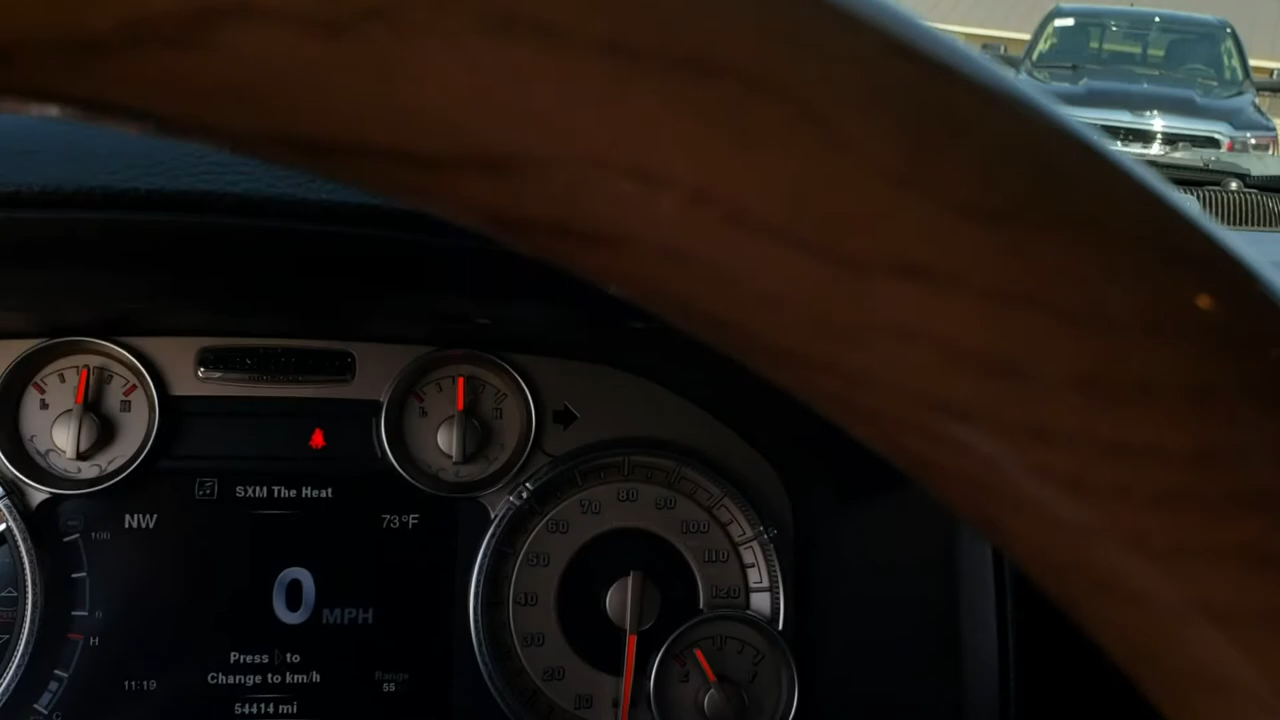 L H
L H
SXM The Heat
NW
73°F
100
0
H
C
0 MPH
Press to
Change to km/h
Range
55
11:19
54414 mi
10
20
30
40
50
60
70
80
90
100
110
120